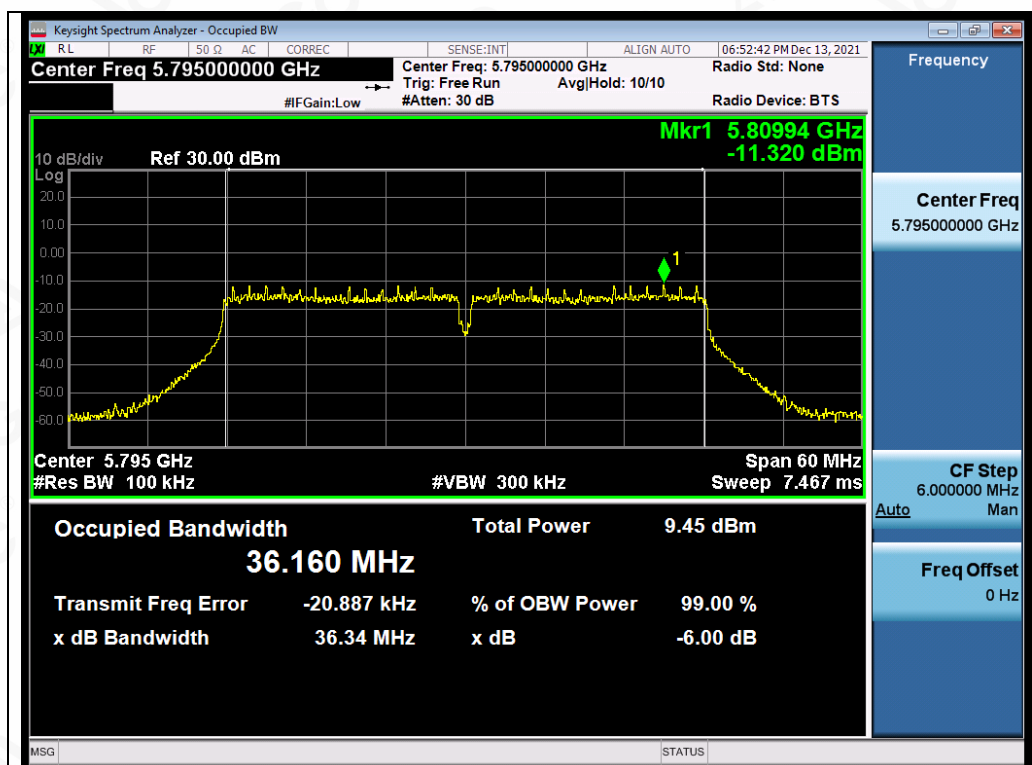 Keysight Spectrum Analyzer - Occupied BW
LXI RL RF 50 Ω AC CORREC SENSE:INT ALIGN AUTO 06:52:42 PM Dec 13, 2021
Center Freq 5.795000000 GHz Center Freq: 5.795000000 GHz Radio Std: None
Trig: Free Run Avg|Hold: 10/10
#IFGain:Low #Atten: 30 dB Radio Device: BTS
Frequency
Mkr1 5.80994 GHz
-11.320 dBm
10 dB/div Ref 30.00 dBm
Log
20.0
10.0
0.00
-10.0
-20.0
-30.0
-40.0
-50.0
-60.0
1
Center 5.795 GHz Span 60 MHz
#Res BW 100 kHz #VBW 300 kHz Sweep 7.467 ms
Occupied Bandwidth Total Power 9.45 dBm
36.160 MHz
Transmit Freq Error -20.887 kHz % of OBW Power 99.00 %
x dB Bandwidth 36.34 MHz x dB -6.00 dB
Center Freq
5.795000000 GHz
CF Step
6.000000 MHz
Auto Man
Freq Offset
0 Hz
MSG STATUS